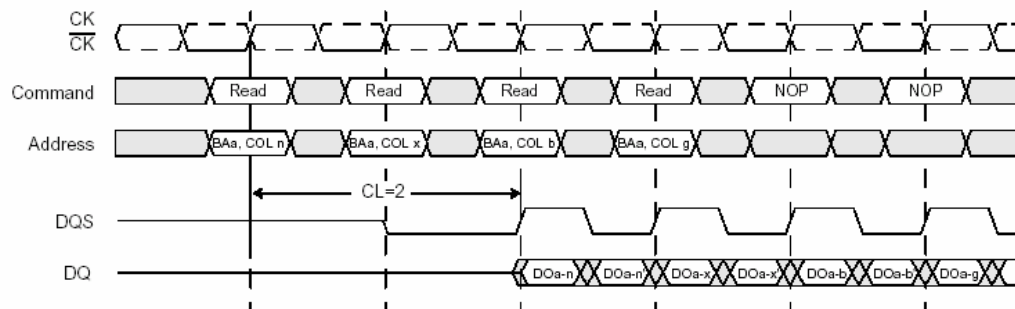 CK
CK
Command Read Read Read Read NOP NOP
Address BAa, COL n BAa, COL x BAa, COL b BAa, COL g
CL=2
DQS
DQ DOa-n DOa-n' DOa-x DOa-x' DOa-b DOa-b' DOa-g